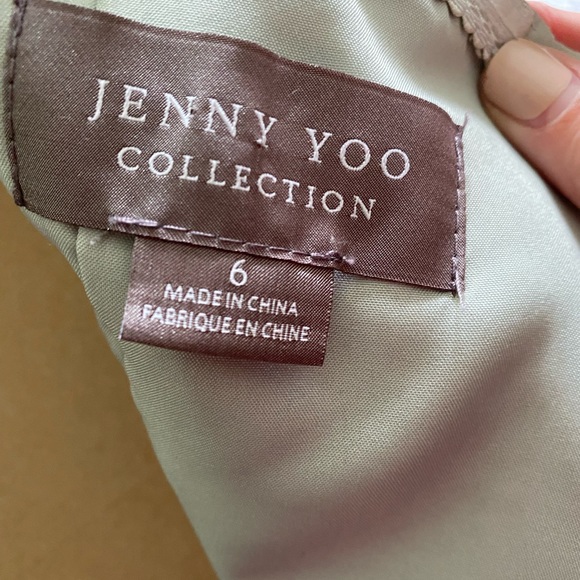 JENNY YOO
COLLECTION
6
MADE IN CHINA
FABRIQUE EN CHINE